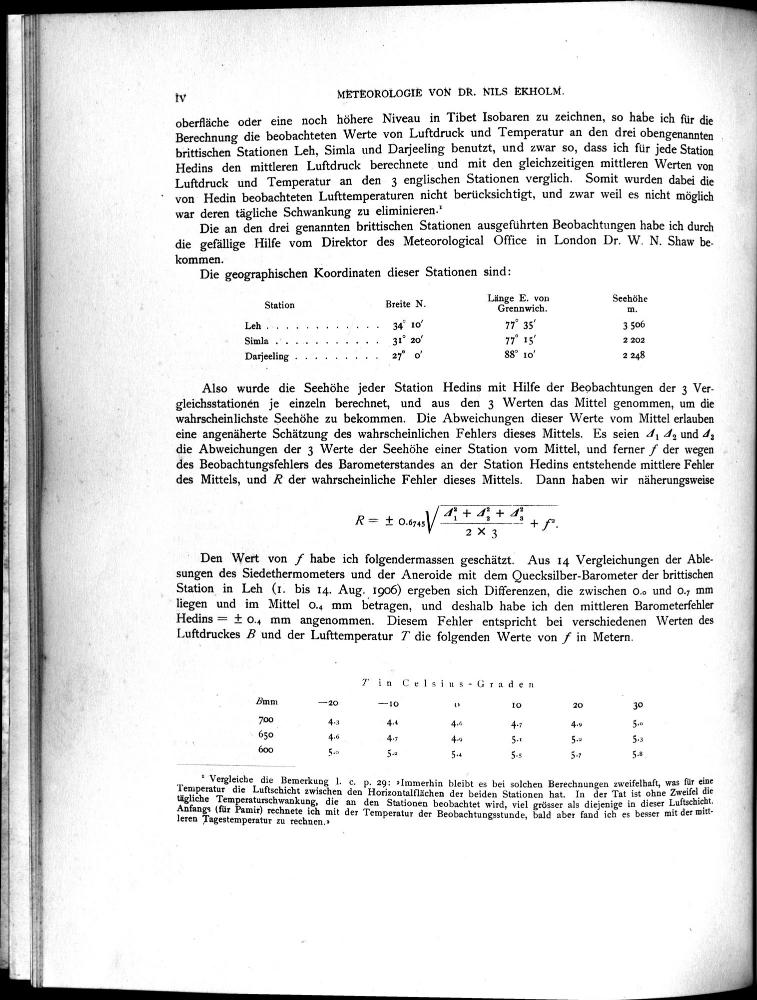 IV
METEOROLOGIE VON DR. NILS EKHOLM.
oberfläche oder eine noch höhere Niveau in Tibet Isobaren zu zeichnen, so habe ich für die
Berechnung die beobachteten Werte von Luftdruck und Temperatur an den drei obengenannten
brittischen Stationen Leh, Simla und Darjeeling benutzt, und zwar so, dass ich für jede Station
Hedins den mittleren Luftdruck berechnete und mit den gleichzeitigen mittleren Werten von
Luftdruck und Temperatur an den 3 englischen Stationen verglich. Somit wurden dabei die
von Hedin beobachteten Lufttemperaturen nicht berücksichtigt, und zwar weil es nicht möglich
war deren tägliche Schwankung zu eliminieren.¹
Die an den drei genannten brittischen Stationen ausgeführten Beobachtungen habe ich durch
die gefällige Hilfe vom Direktor des Meteorological Office in London Dr. W. N. Shaw be-
kommen.
Die geographischen Koordinaten dieser Stationen sind:
Station Breite N. Länge E. von Grennwich. Seehöhe m.
Leh . . . . . . . . . . . . 34° 10′ 77° 35′ 3 506
Simla . . . . . . . . . . . 31° 20′ 77° 15′ 2 202
Darjeeling . . . . . . . . . 27° 0′ 88° 10′ 2 248
Also wurde die Seehöhe jeder Station Hedins mit Hilfe der Beobachtungen der 3 Ver-
gleichsstationen je einzeln berechnet, und aus den 3 Werten das Mittel genommen, um die
wahrscheinlichste Seehöhe zu bekommen. Die Abweichungen dieser Werte vom Mittel erlauben
eine angenäherte Schätzung des wahrscheinlichen Fehlers dieses Mittels. Es seien Δ₁ Δ₂ und Δ₃
die Abweichungen der 3 Werte der Seehöhe einer Station vom Mittel, und ferner f der wegen
des Beobachtungsfehlers des Barometerstandes an der Station Hedins entstehende mittlere Fehler
des Mittels, und R der wahrscheinliche Fehler dieses Mittels. Dann haben wir näherungsweise
R = ± 0.6745 √ (Δ₁² + Δ₂² + Δ₃²) / (2 × 3) + f².
Den Wert von f habe ich folgendermassen geschätzt. Aus 14 Vergleichungen der Able-
sungen des Siedethermometers und der Aneroide mit dem Quecksilber-Barometer der brittischen
Station in Leh (1. bis 14. Aug. 1906) ergeben sich Differenzen, die zwischen 0.0 und 0.7 mm
liegen und im Mittel 0.4 mm betragen, und deshalb habe ich den mittleren Barometerfehler
Hedins = ± 0.4 mm angenommen. Diesem Fehler entspricht bei verschiedenen Werten des
Luftdruckes B und der Lufttemperatur T die folgenden Werte von f in Metern.
T in Celsius-Graden
Bmm —20 —10 0 10 20 30
700 4.3 4.4 4.6 4.7 4.9 5.0
650 4.6 4.7 4.9 5.1 5.2 5.3
600 5.0 5.2 5.4 5.5 5.7 5.8
¹ Vergleiche die Bemerkung l. c. p. 29: »Immerhin bleibt es bei solchen Berechnungen zweifelhaft, was für eine
Temperatur die Luftschicht zwischen den Horizontalflächen der beiden Stationen hat. In der Tat ist ohne Zweifel die
tägliche Temperaturschwankung, die an den Stationen beobachtet wird, viel grösser als diejenige in dieser Luftschicht.
Anfangs (für Pamir) rechnete ich mit der Temperatur der Beobachtungsstunde, bald aber fand ich es besser mit der mitt-
leren Tagestemperatur zu rechnen.»